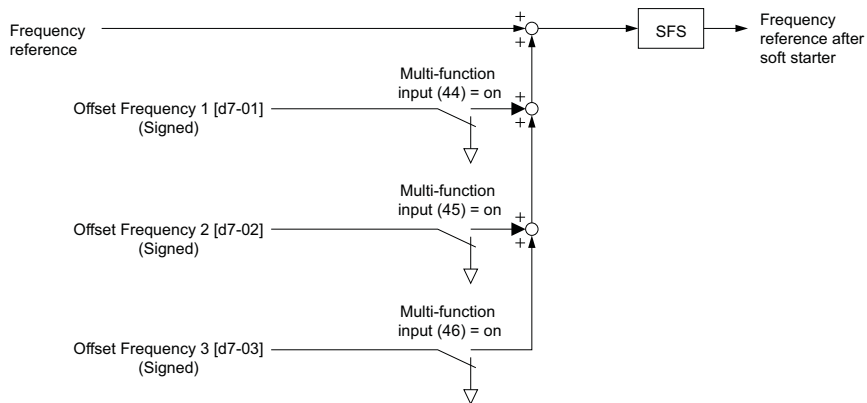 Frequency
reference
+
+
SFS
Frequency
reference after
soft starter
Multi-function
input (44) = on
Offset Frequency 1 [d7-01]
(Signed)
+
+
Multi-function
input (45) = on
Offset Frequency 2 [d7-02]
(Signed)
+
+
Multi-function
input (46) = on
Offset Frequency 3 [d7-03]
(Signed)